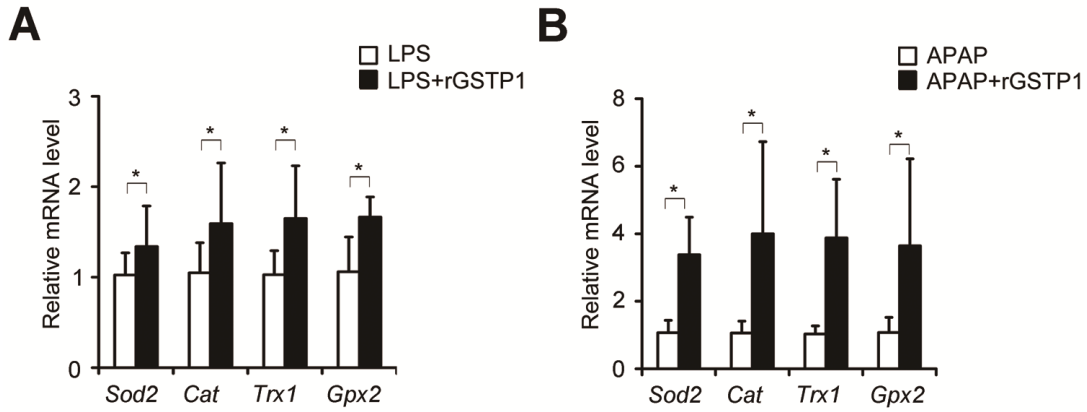 A
LPS
LPS+rGSTP1
Relative mRNA level
3
2
1
0
*
*
*
*
Sod2 Cat Trx1 Gpx2
B
APAP
APAP+rGSTP1
Relative mRNA level
8
6
4
2
0
*
*
*
*
Sod2 Cat Trx1 Gpx2